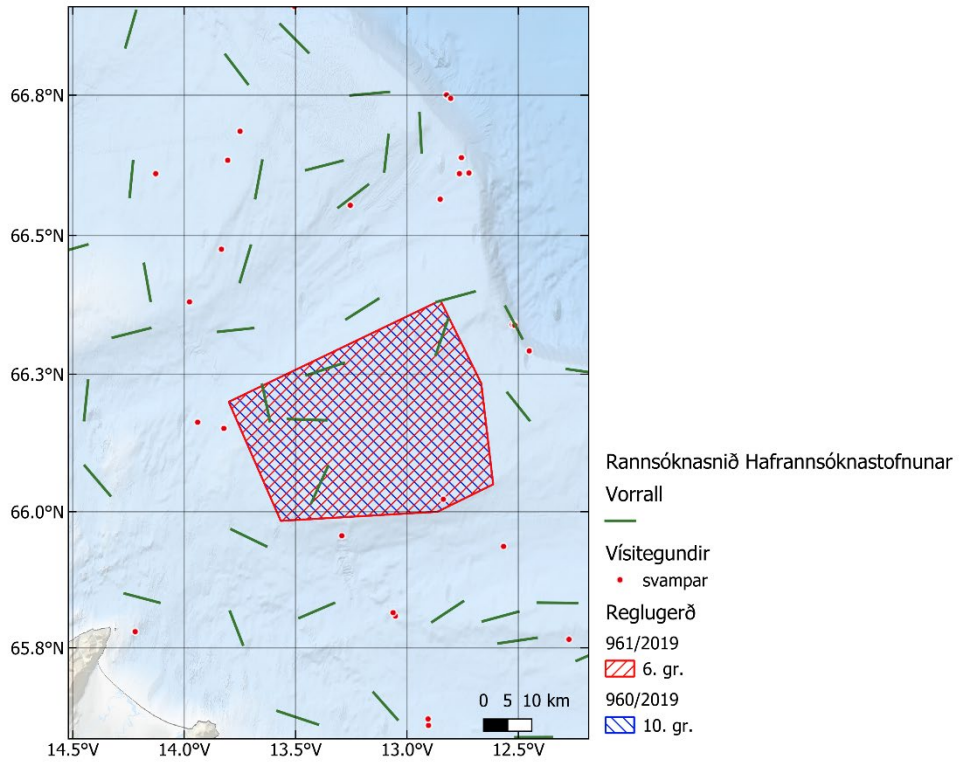 66.8°N
66.5°N
66.3°N
66.0°N
65.8°N
14.5°V
14.0°V
13.5°V
13.0°V
12.5°V
0 5 10 km
Rannsóknasnið Hafrannsóknastofnunar
Vorrall
Vísitegundir
svampar
Reglugerð
961/2019
6. gr.
960/2019
10. gr.